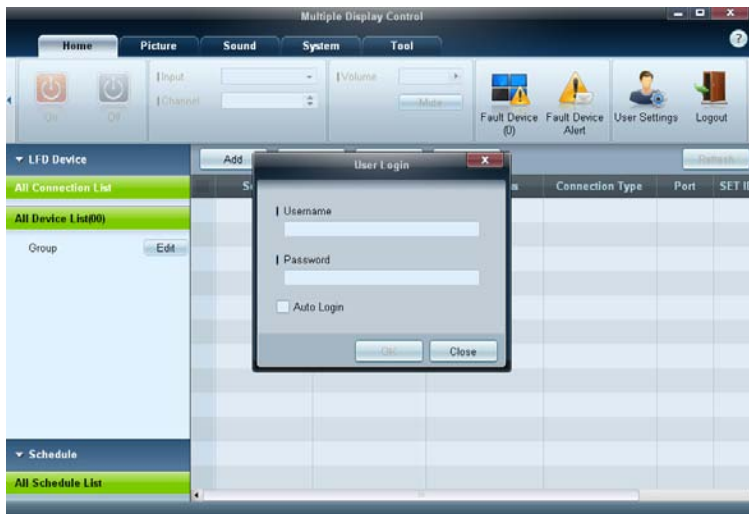 Multiple Display Control
Home Picture Sound System Tool
Input
Channel
Volume
Mute
On Off
Fault Device (0)
Fault Device Alert
User Settings
Logout
LFD Device
All Connection List
All Device List(00)
Group Edit
Add
Refresh
Connection Type Port SET
User Login
Username
Password
Auto Login
OK Close
Schedule
All Schedule List